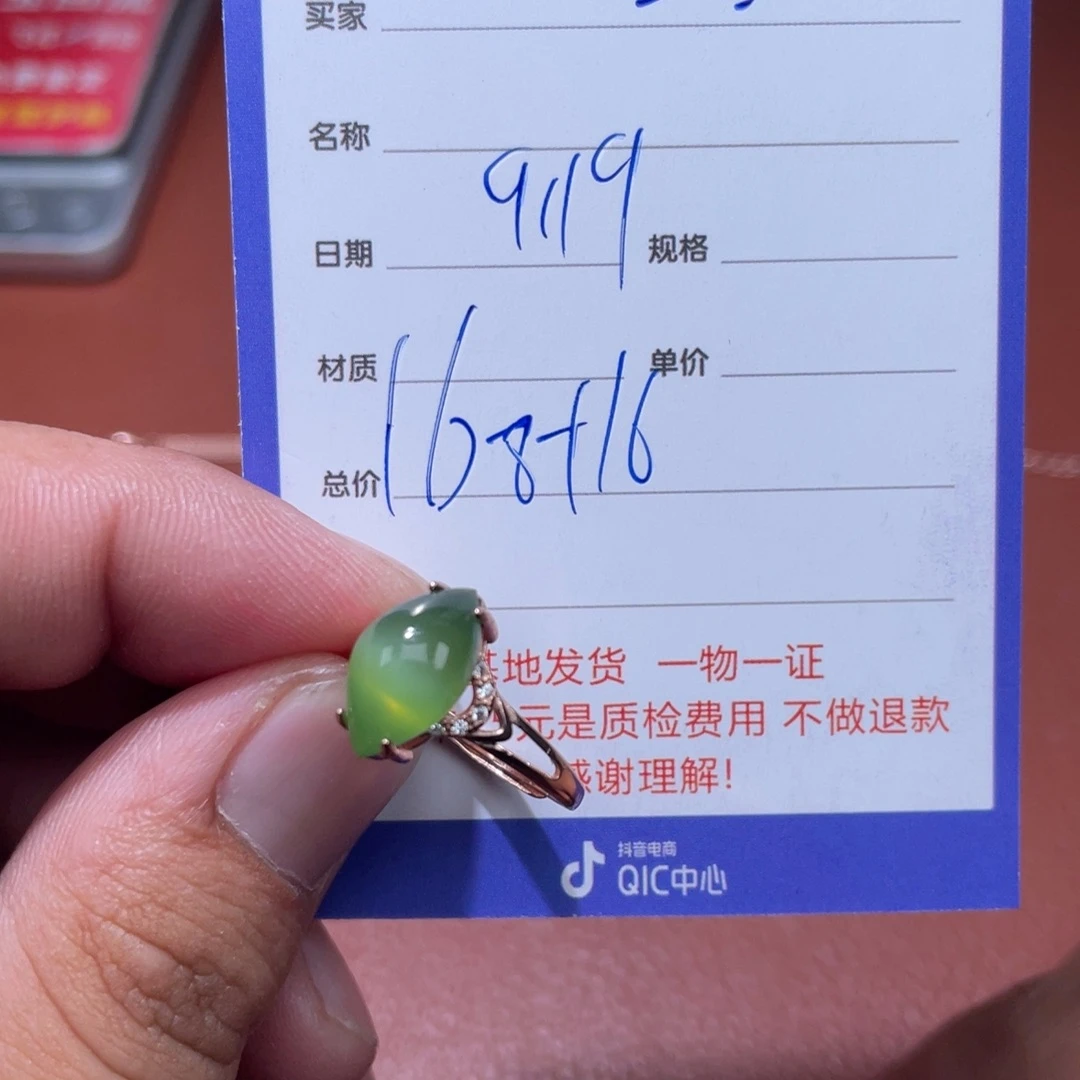 买家
名称
日期 9119 规格
材质 单价
总价 168+16
基地发货 一物一证
元是质检费用 不做退款
感谢理解!
抖音电商
QIC中心